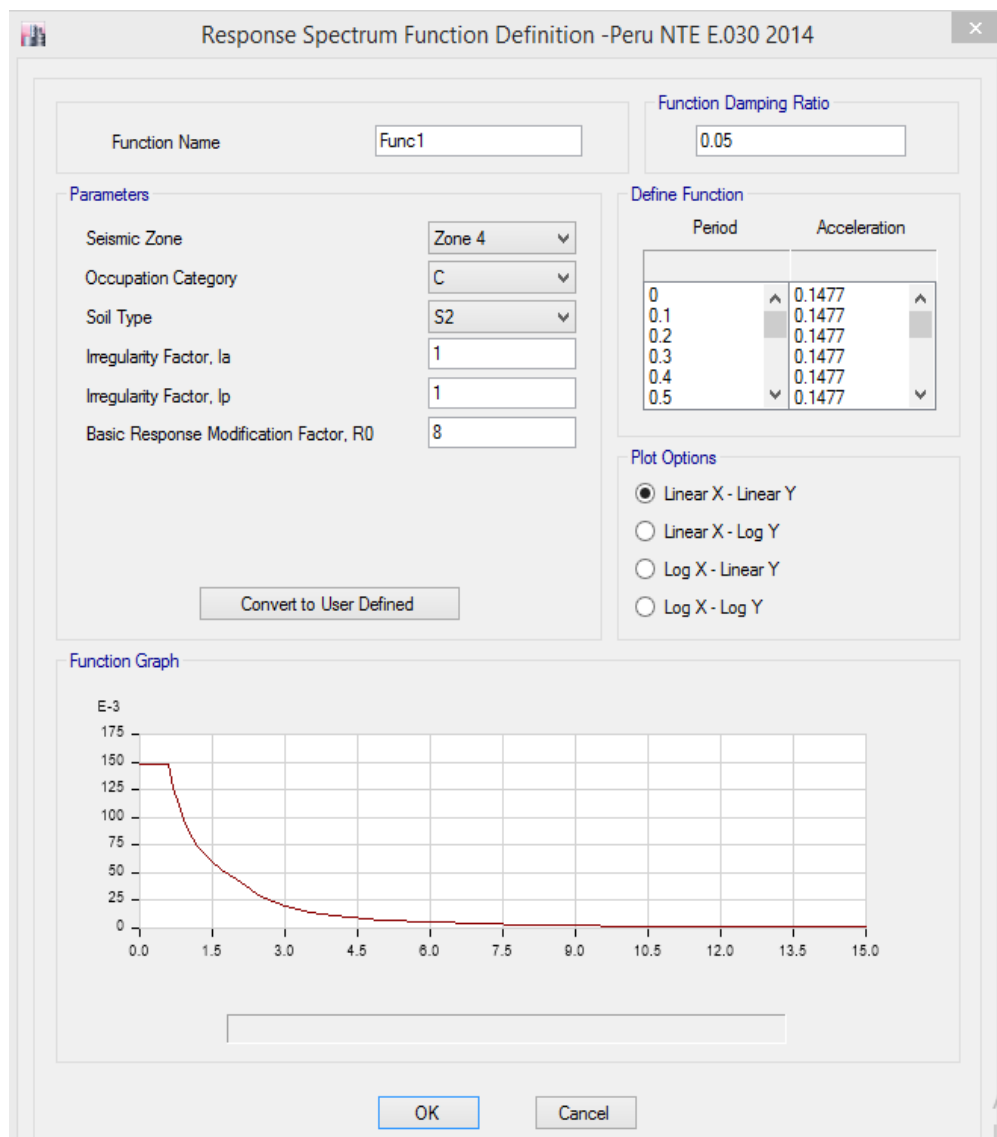 Response Spectrum Function Definition -Peru NTE E.030 2014
Function Name
Func1
Function Damping Ratio
0.05
Parameters
Seismic Zone
Zone 4
Occupation Category
C
Soil Type
S2
Irregularity Factor, Ia
1
Irregularity Factor, Ip
1
Basic Response Modification Factor, R0
8
Convert to User Defined
Define Function
Period Acceleration
0 0.1477
0.1 0.1477
0.2 0.1477
0.3 0.1477
0.4 0.1477
0.5 0.1477
Plot Options
Linear X - Linear Y
Linear X - Log Y
Log X - Linear Y
Log X - Log Y
Function Graph
E-3
175
150
125
100
75
50
25
0
0.0 1.5 3.0 4.5 6.0 7.5 9.0 10.5 12.0 13.5 15.0
OK Cancel